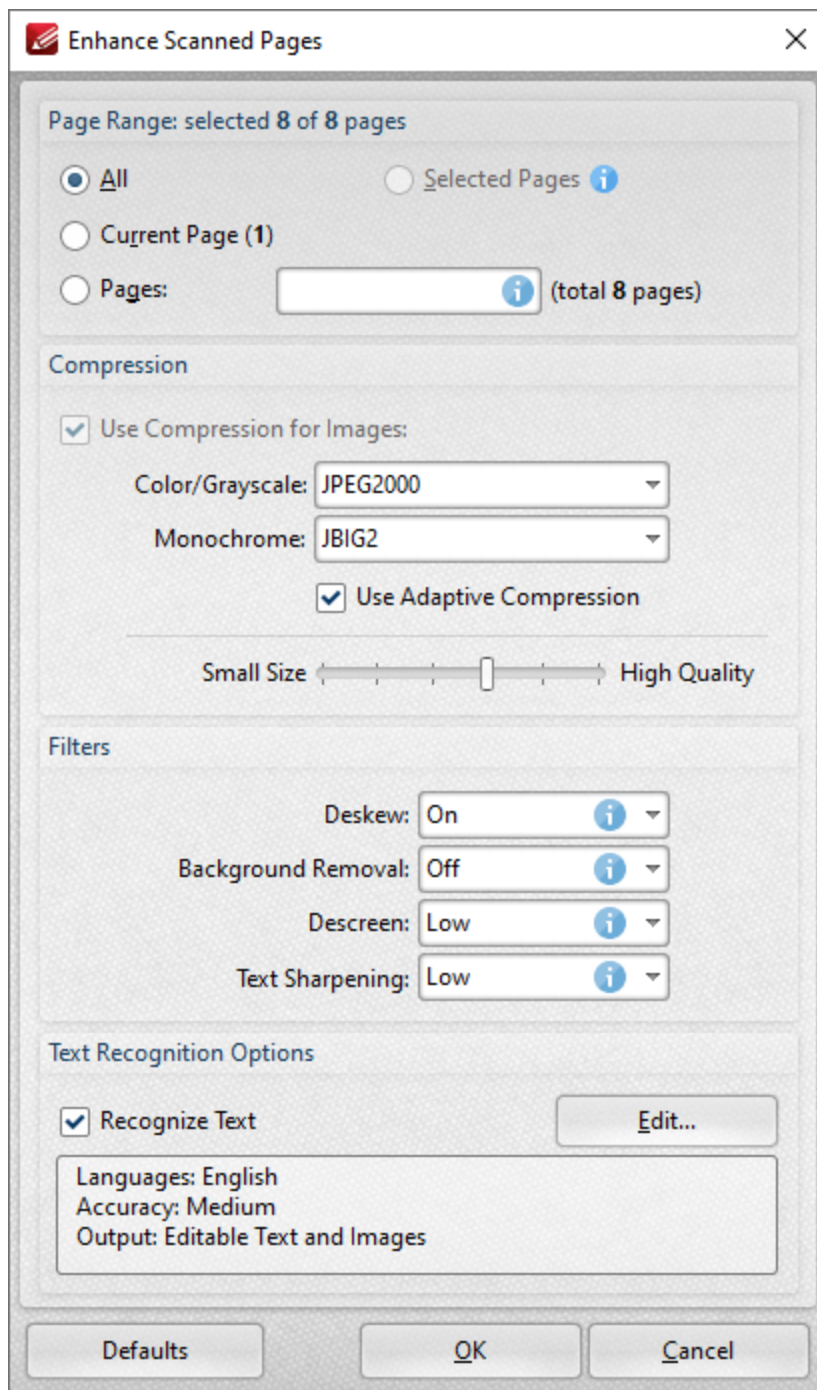 Enhance Scanned Pages
Page Range: selected 8 of 8 pages
All
Selected Pages
Current Page (1)
Pages:
(total 8 pages)
Compression
Use Compression for Images:
Color/Grayscale: JPEG2000
Monochrome: JBIG2
Use Adaptive Compression
Small Size
High Quality
Filters
Deskew: On
Background Removal: Off
Descreen: Low
Text Sharpening: Low
Text Recognition Options
Recognize Text
Edit...
Languages: English
Accuracy: Medium
Output: Editable Text and Images
Defaults
OK
Cancel